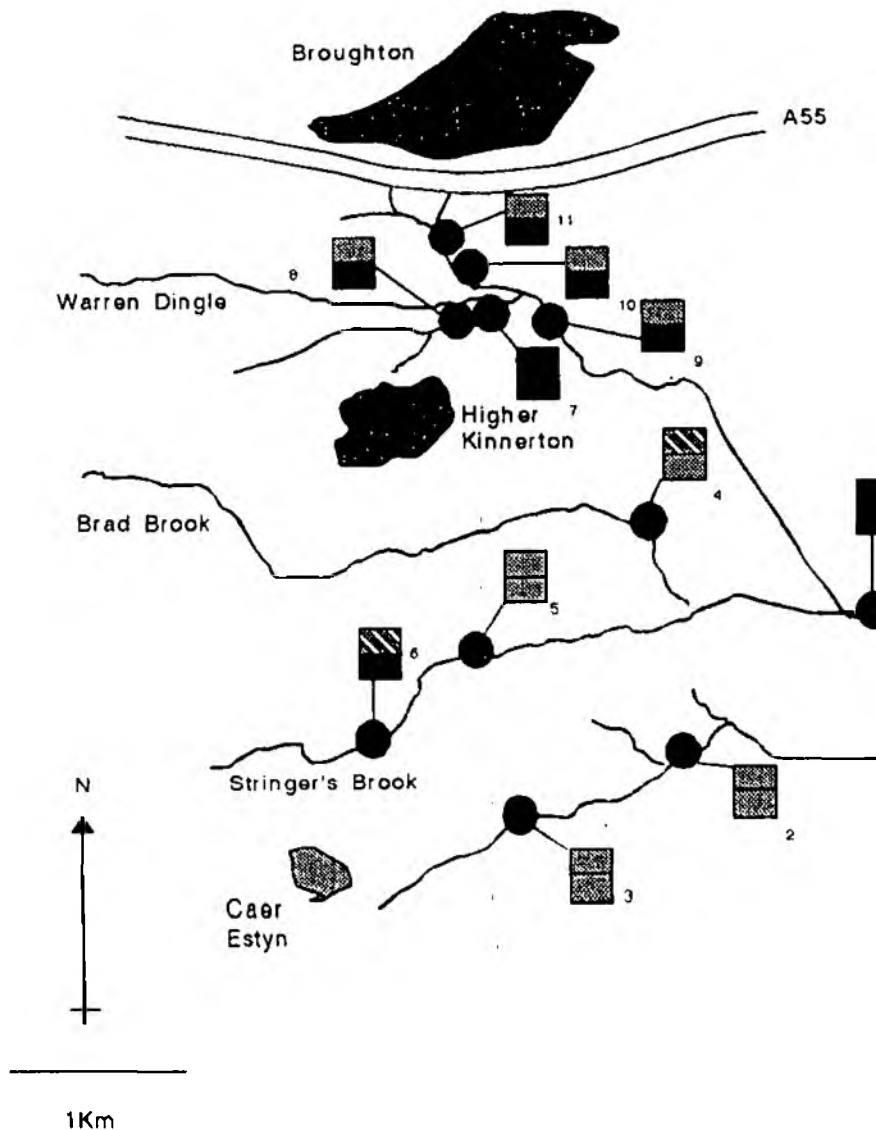 Broughton
A55
11
8
Warren Dingle
10
9
7
Higher
Kinnerton
4
Brad Brook
5
6
N
Stringer's Brook
2
3
Caer
Estyn
1Km